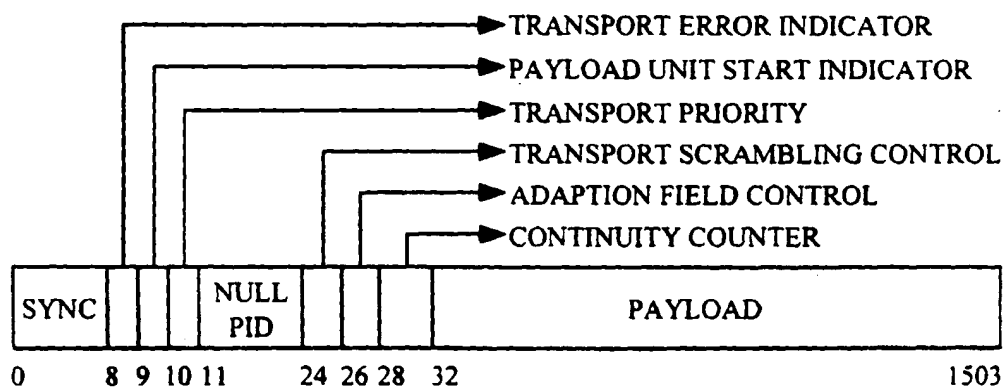 TRANSPORT ERROR INDICATOR
PAYLOAD UNIT START INDICATOR
TRANSPORT PRIORITY
TRANSPORT SCRAMBLING CONTROL
ADAPTION FIELD CONTROL
CONTINUITY COUNTER
SYNC
NULL
PID
PAYLOAD
0 8 9 10 11 24 26 28 32 1503